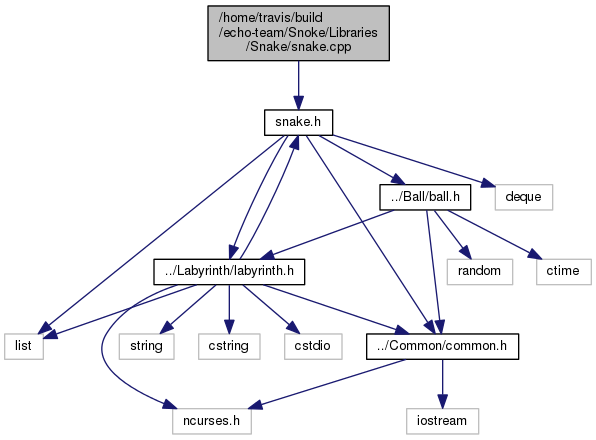 /home/travis/build
/echo-team/Snoke/Libraries
/Snake/snake.cpp
snake.h
../Ball/ball.h
deque
../Labyrinth/labyrinth.h
random
ctime
list
string
cstring
cstdio
../Common/common.h
ncurses.h
iostream